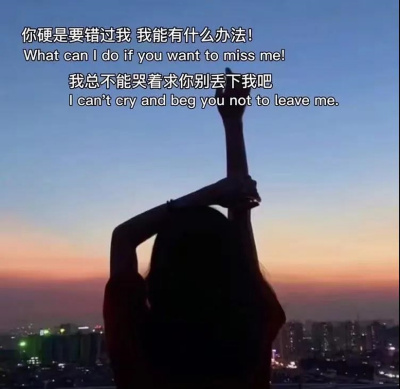 你硬是要错过我 我能有什么办法！
What can I do if you want to miss me!
我总不能哭着求你别丢下我吧
I can't cry and beg you not to leave me.